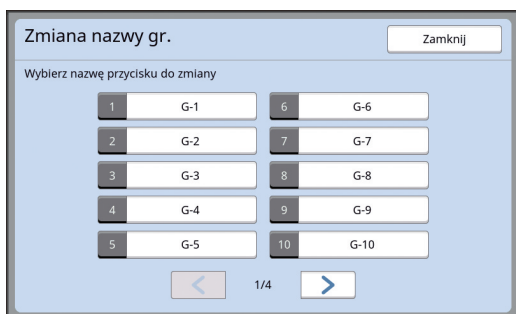 Zmiana nazwy gr.
Zamknij
Wybierz nazwę przycisku do zmiany
1 G-1 6 G-6
2 G-2 7 G-7
3 G-3 8 G-8
4 G-4 9 G-9
5 G-5 10 G-10
1/4